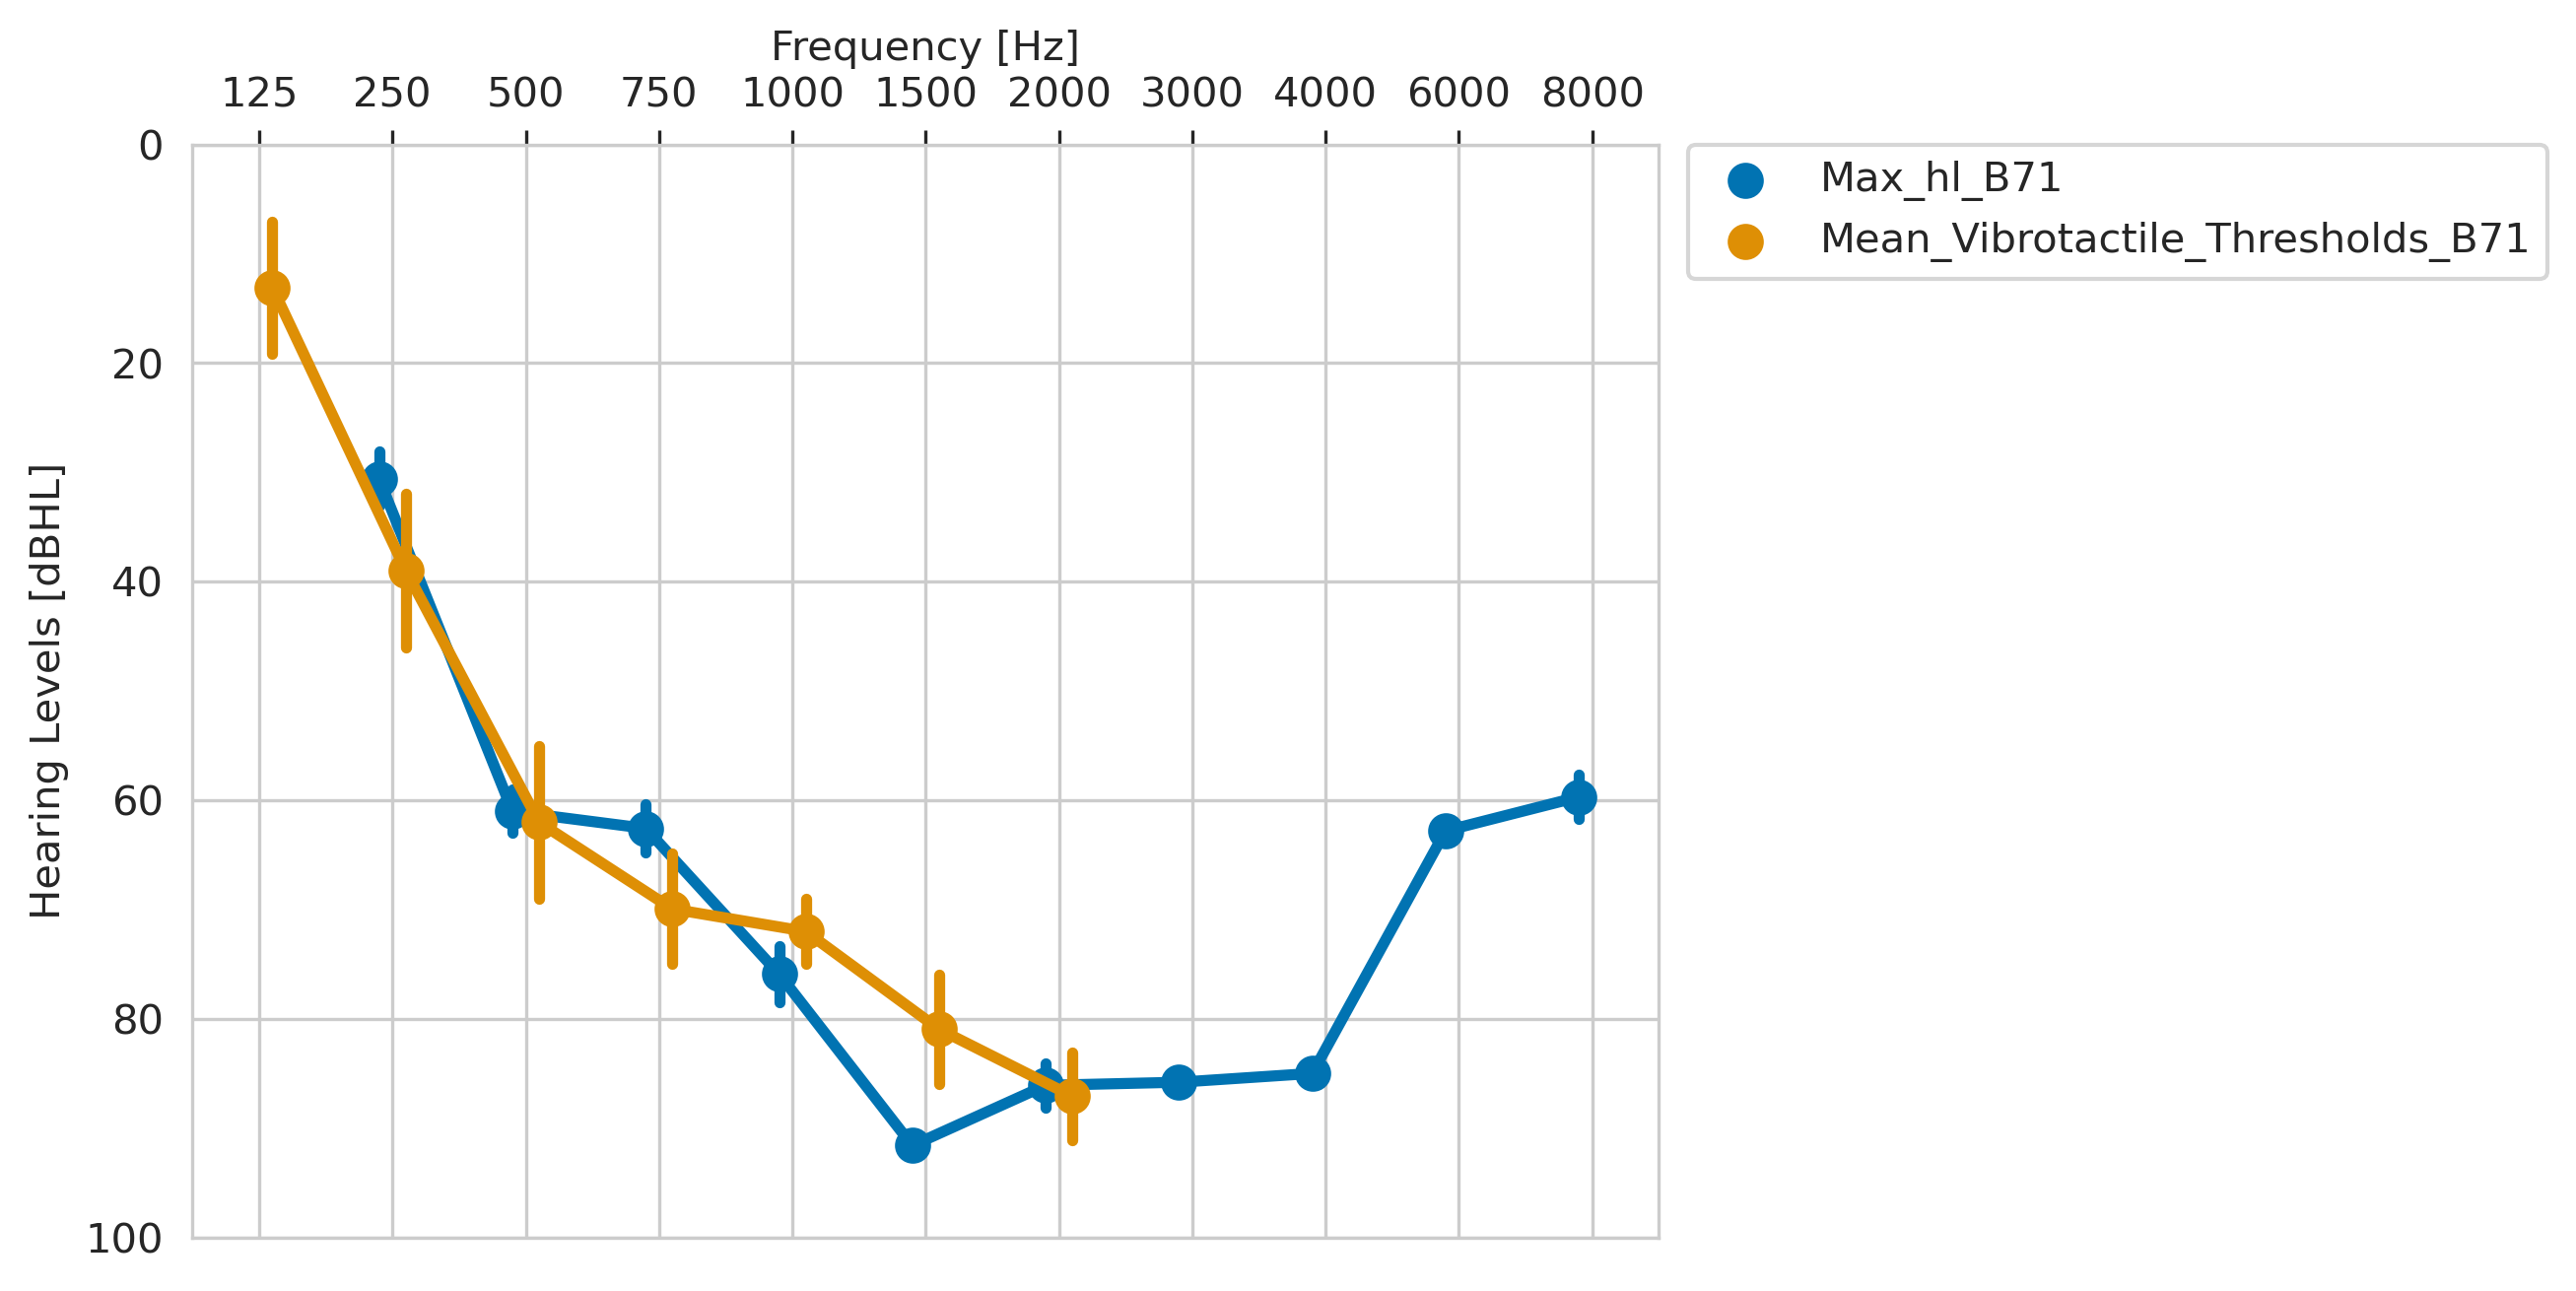 Frequency [Hz]
125 250 500 750 1000 1500 2000 3000 4000 6000 8000
0
20
40
60
80
100
Hearing Levels [dBHL]
Max_hl_B71
Mean_Vibrotactile_Thresholds_B71